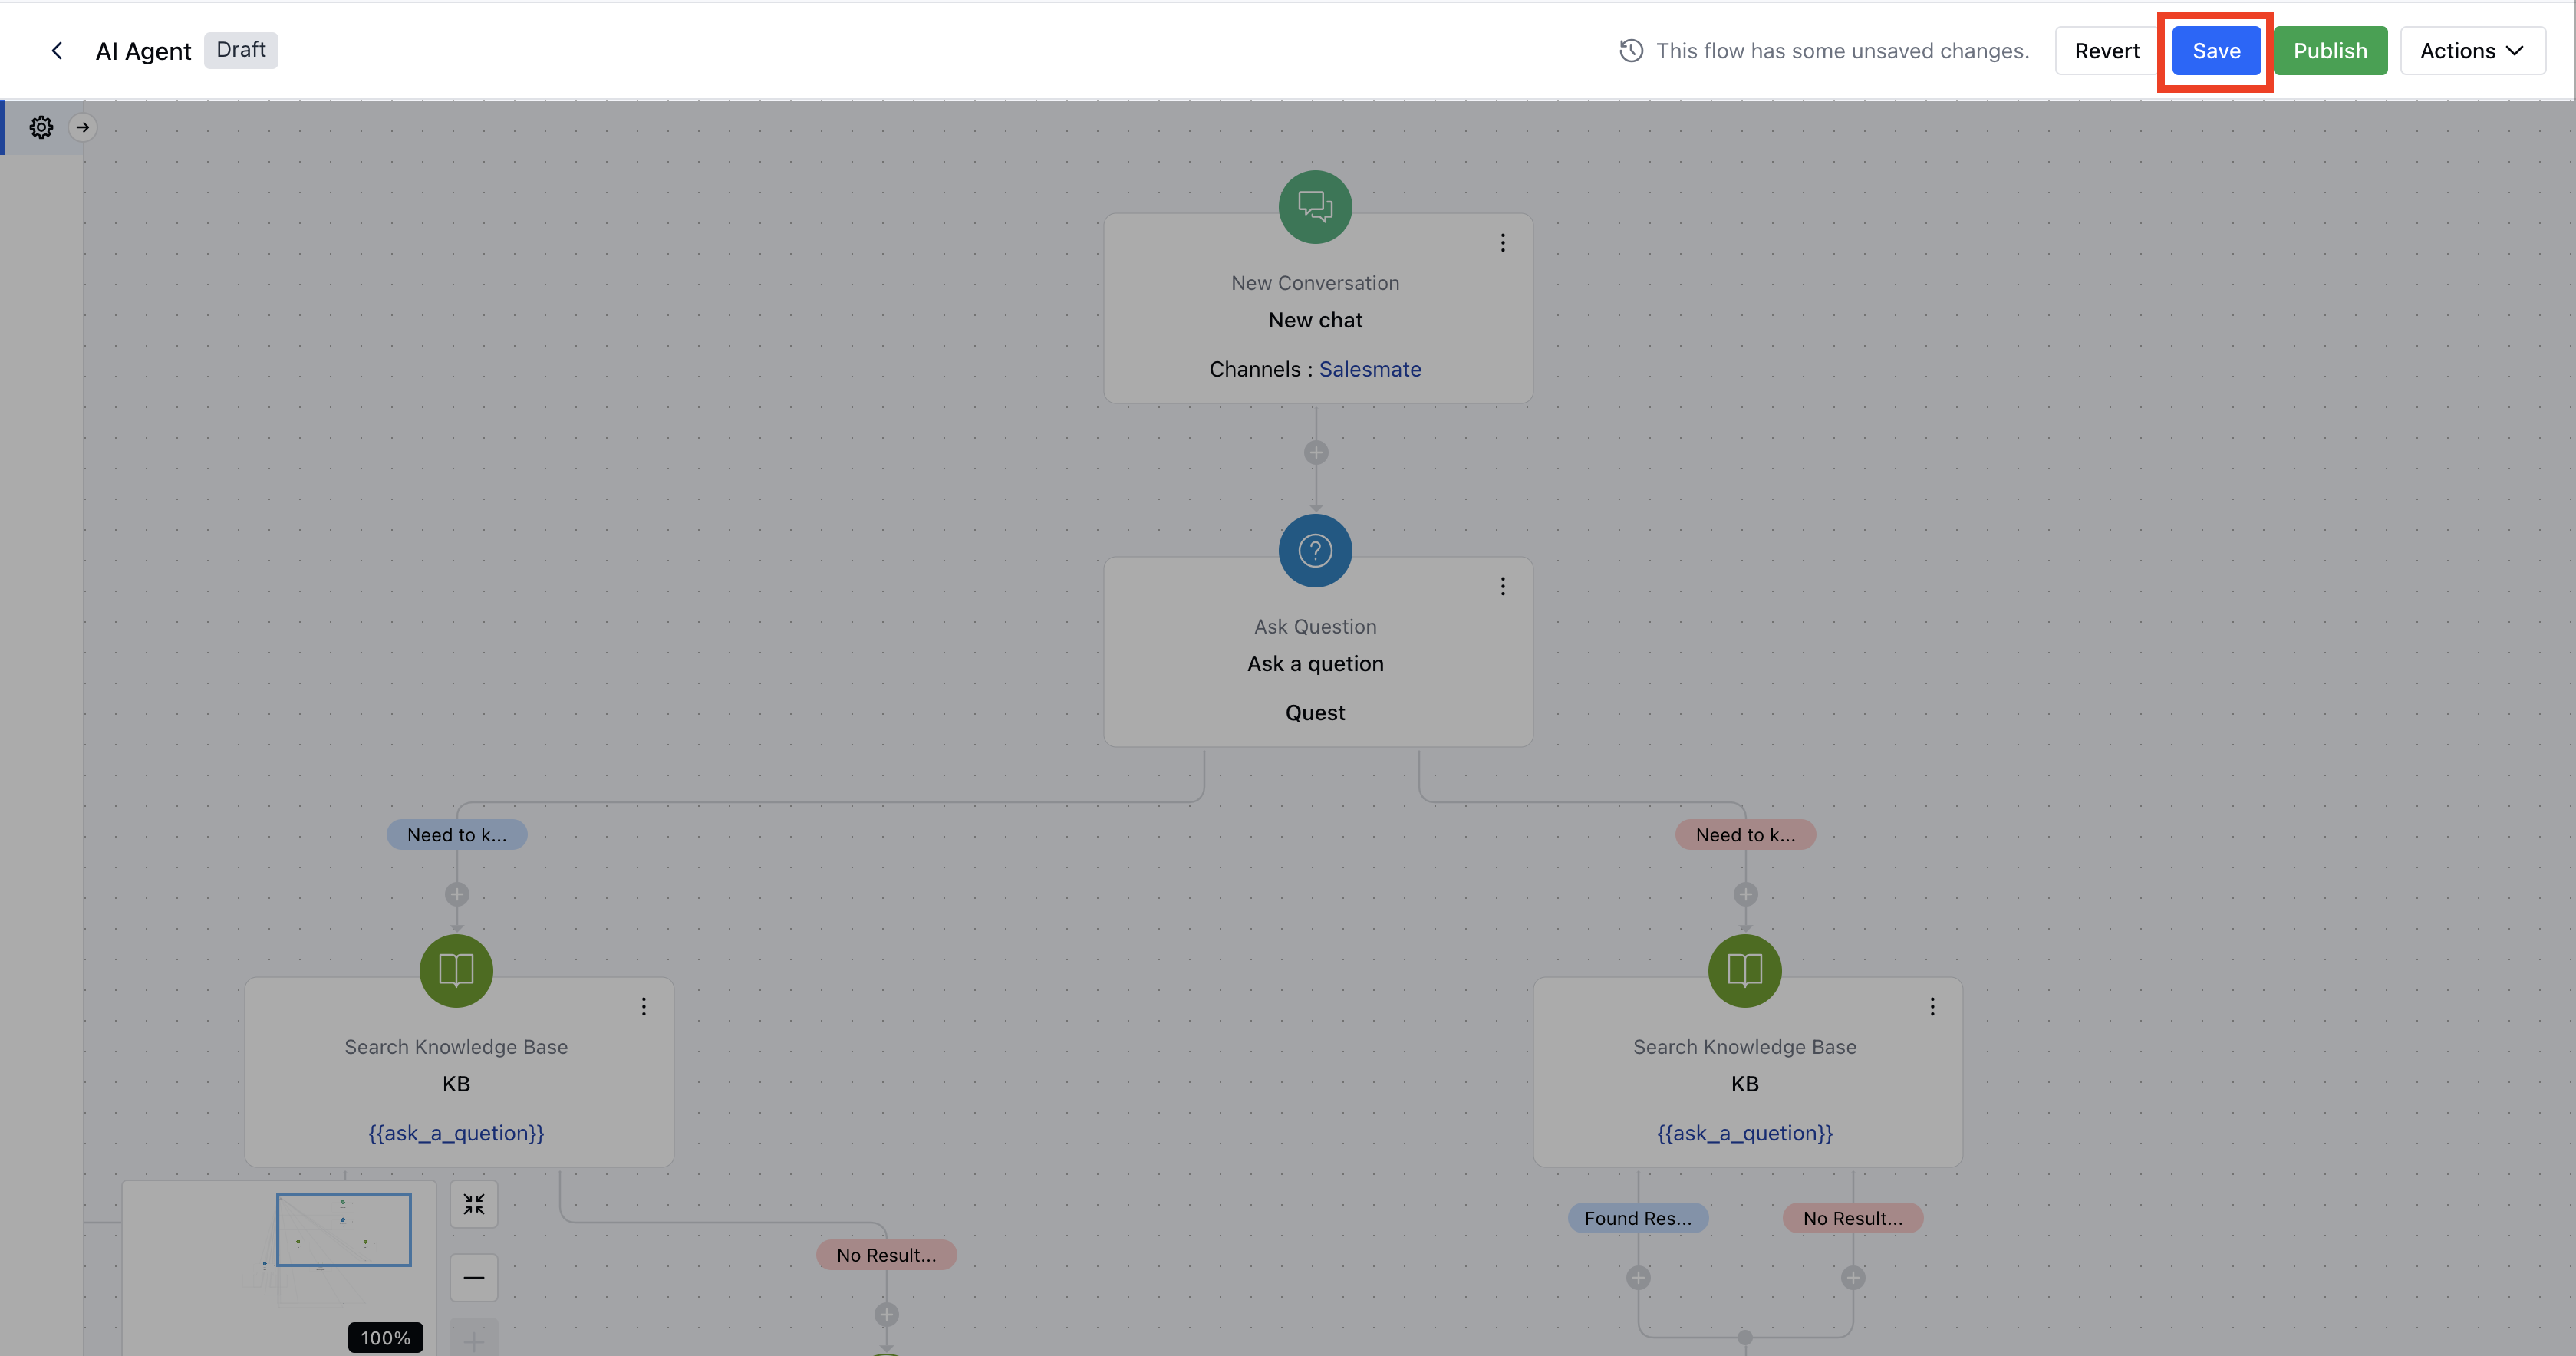 AI Agent
Draft
This flow has some unsaved changes.
Revert
Save
Publish
Actions
New Conversation
New chat
Channels : Salesmate
Ask Question
Ask a quetion
Quest
Need to k...
Need to k...
Search Knowledge Base
KB
{{ask_a_quetion}}
Search Knowledge Base
KB
{{ask_a_quetion}}
Found Res...
No Result...
No Result...
100%